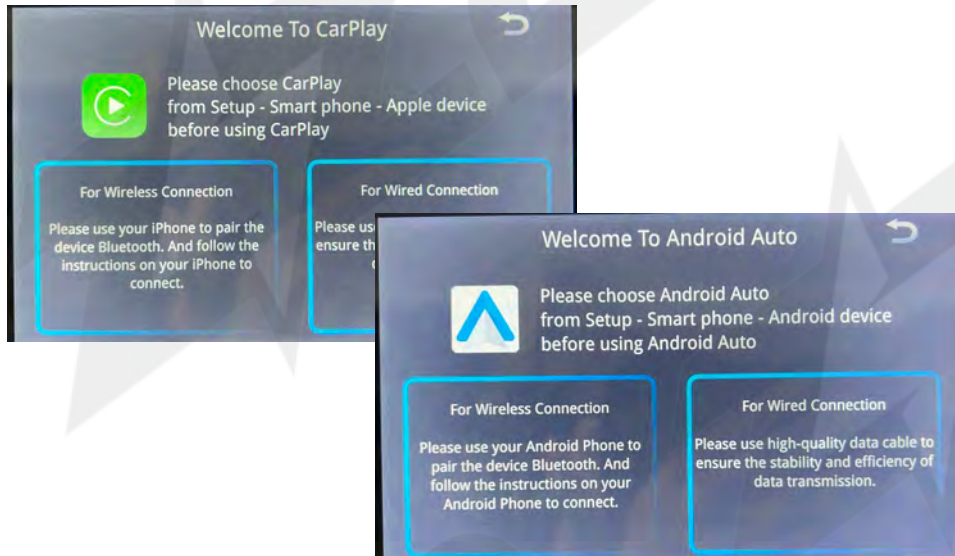 Welcome To CarPlay
Please choose CarPlay
from Setup - Smart phone - Apple device
before using CarPlay
For Wireless Connection
Please use your iPhone to pair the
device Bluetooth. And follow the
instructions on your iPhone to
connect.
For Wired Connection
Please
ensure
Welcome To Android Auto
Please choose Android Auto
from Setup - Smart phone - Android device
before using Android Auto
For Wireless Connection
Please use your Android Phone to
pair the device Bluetooth. And
follow the instructions on your
Android Phone to connect.
For Wired Connection
Please use high-quality data cable to
ensure the stability and efficiency of
data transmission.